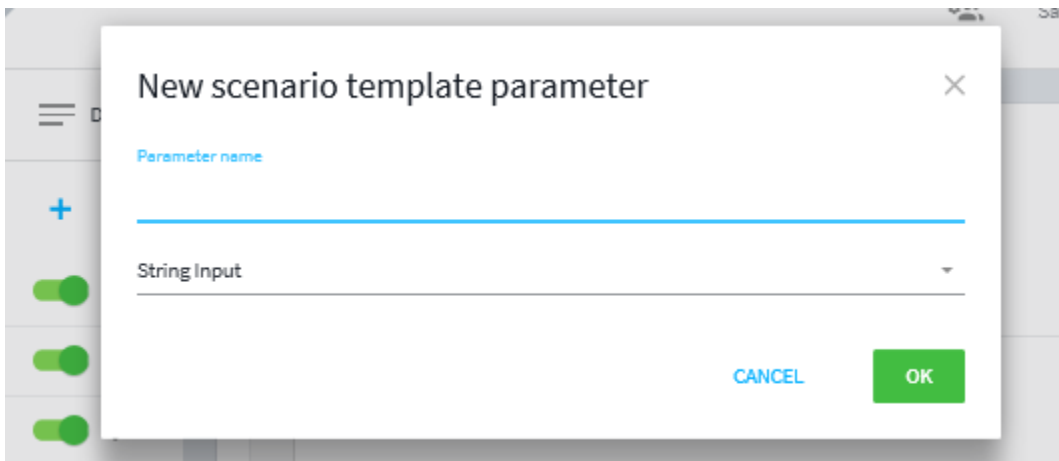 New scenario template parameter
Parameter name
String Input
CANCEL
OK